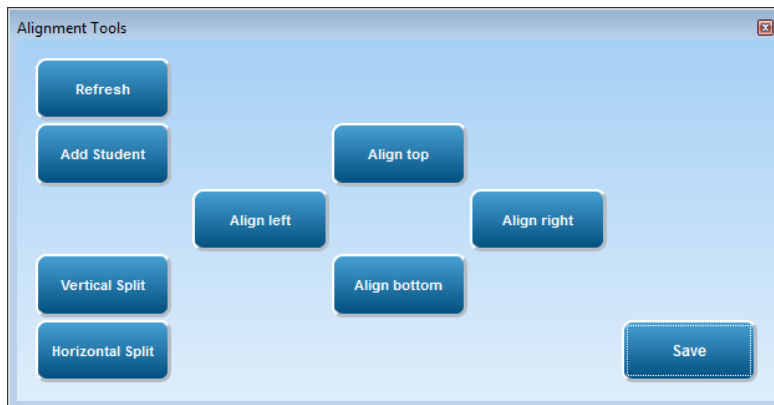 Alignment Tools
Refresh
Add Student
Align top
Align left
Align right
Vertical Split
Align bottom
Horizontal Split
Save